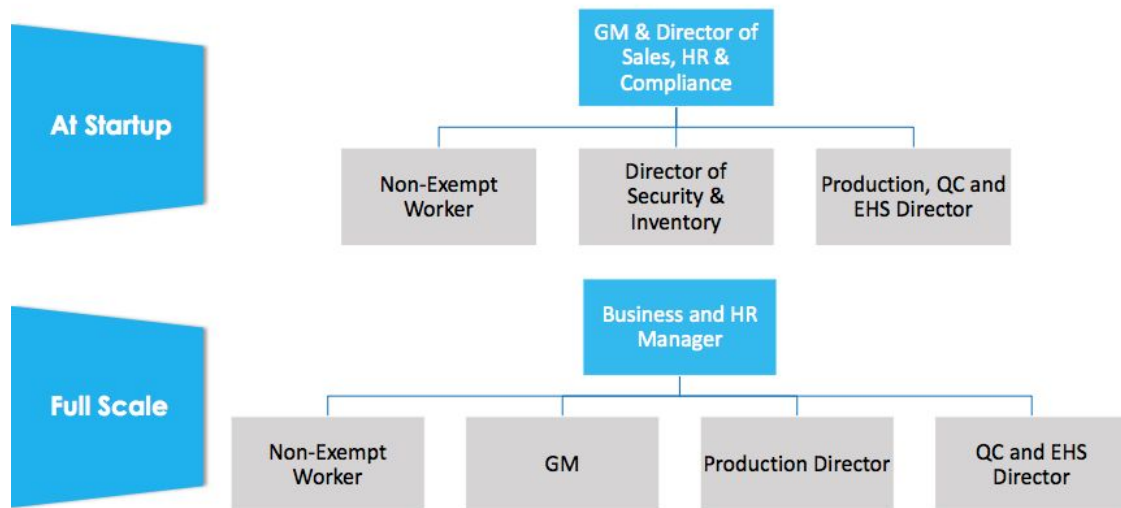 At Startup
GM & Director of
Sales, HR &
Compliance
Non-Exempt
Worker
Director of
Security &
Inventory
Production, QC and
EHS Director
Full Scale
Business and HR
Manager
Non-Exempt
Worker
GM
Production Director
QC and EHS
Director